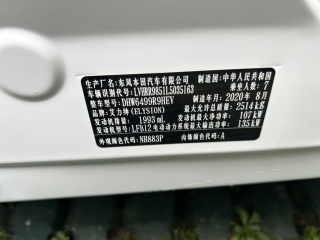 生产厂名:东风本田汽车有限公司 制造国:中华人民共和国
车辆识别代号:LVHRR9851L5035163 乘坐人数:7
整车型号:DHW6499R9HEV 制造年月:2020年8月
品牌:艾力绅(ELYSION) 最大允许总质量:2514kg
发动机排量:1993mL 发动机最大净功率:107kW
发动机型号:LFB12 电动动力系统最大输出功率:135kW
外观颜色代码:NH883P 内饰颜色代码:A